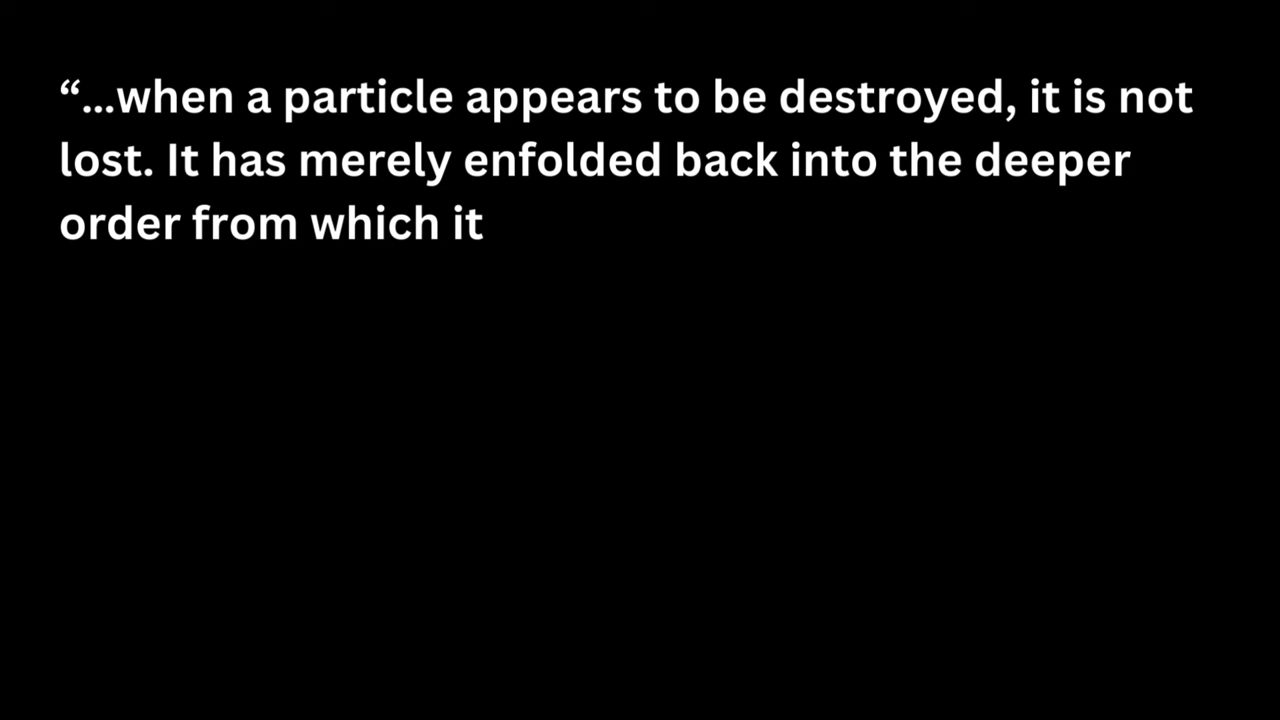 “...when a particle appears to be destroyed, it is not
lost. It has merely enfolded back into the deeper
order from which it